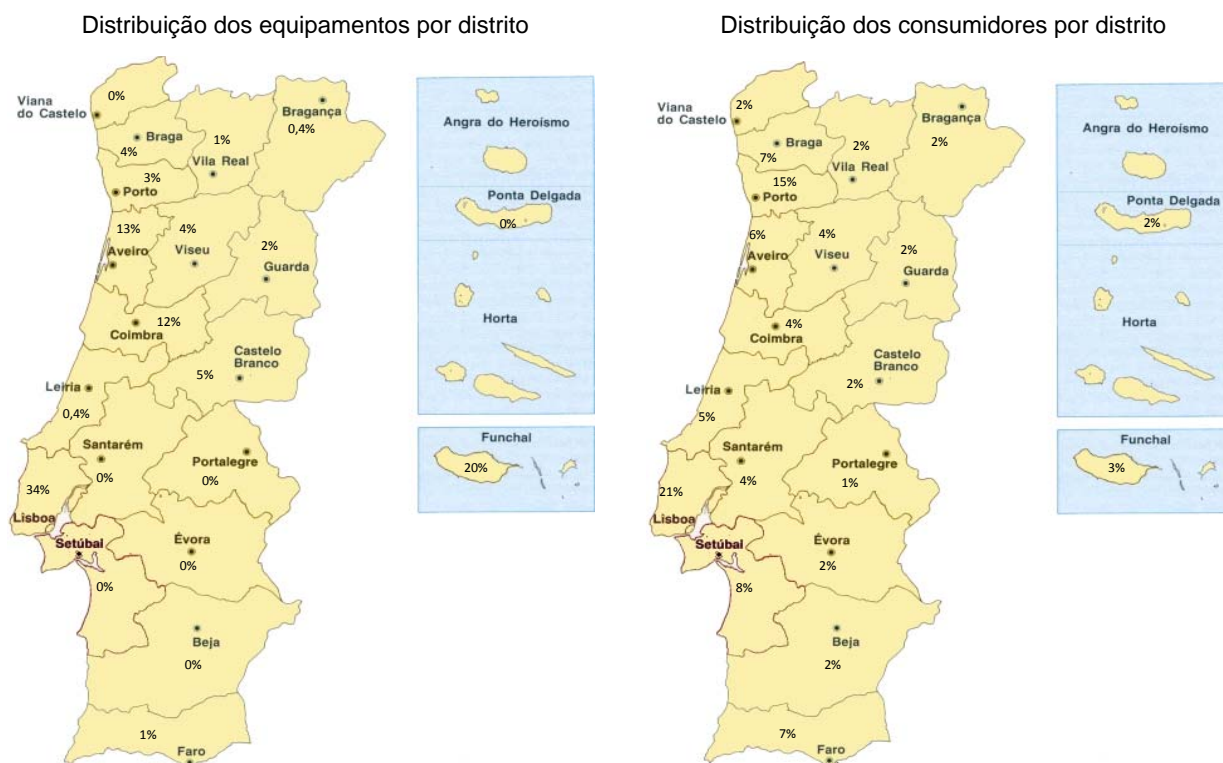 Distribuição dos equipamentos por distrito
Viana
do Castelo
0%
Braga
4%
1%
Vila Real
Bragança
0,4%
3%
Porto
13%
Aveiro
4%
Viseu
2%
Guarda
12%
Coimbra
Castelo
Branco
5%
Leiria
0,4%
Santarém
0%
Portalegre
0%
34%
Lisboa
Setúbal
0%
Évora
0%
Beja
0%
1%
Faro
Angra do Heroísmo
Ponta Delgada
0%
Horta
Funchal
20%
Distribuição dos consumidores por distrito
Viana
do Castelo
2%
Braga
7%
2%
Vila Real
Bragança
2%
15%
Porto
6%
Aveiro
4%
Viseu
2%
Guarda
4%
Coimbra
Castelo
Branco
2%
Leiria
5%
Santarém
4%
Portalegre
1%
21%
Lisboa
Setúbal
8%
Évora
2%
Beja
2%
7%
Faro
Angra do Heroísmo
Ponta Delgada
2%
Horta
Funchal
3%